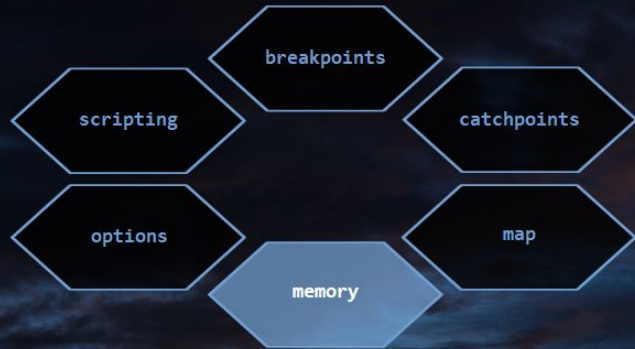 breakpoints
scripting
catchpoints
options
map
memory